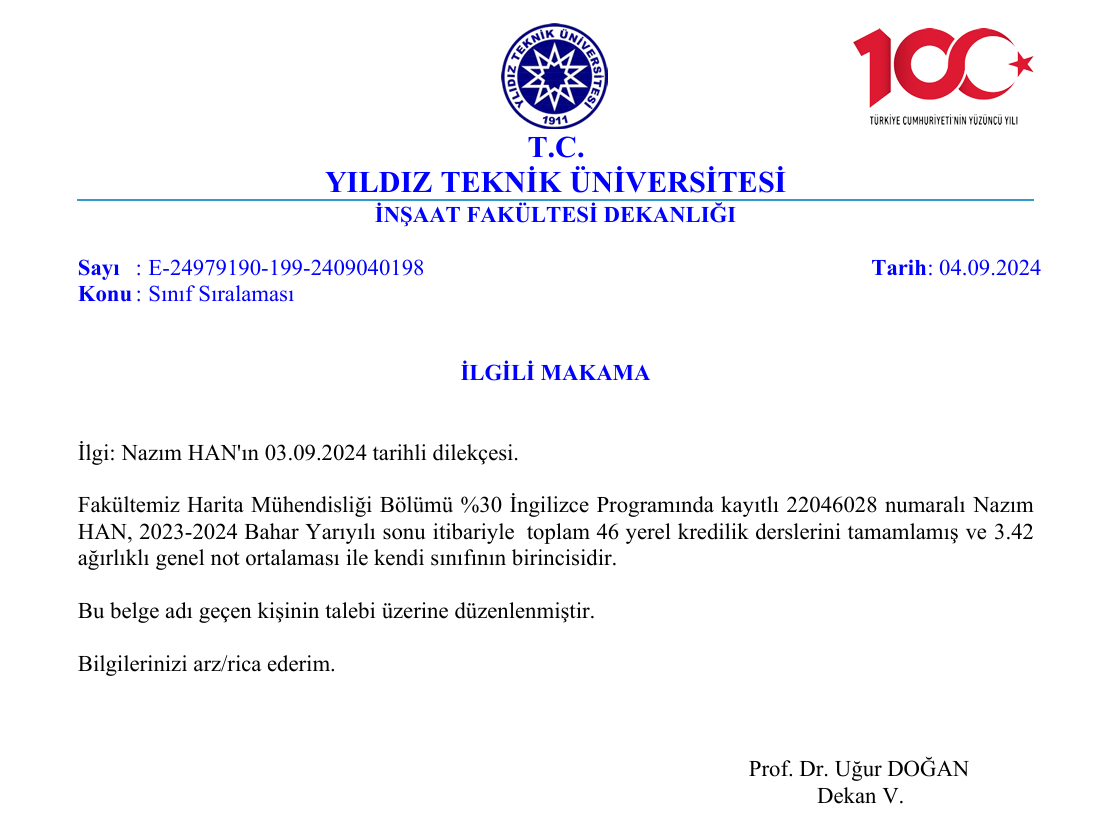 YILDIZ TEKNİK ÜNİVERSİTESİ
1911
100
TÜRKİYE CUMHURİYETİ'NİN YÜZÜNCÜ YILI
T.C.
YILDIZ TEKNİK ÜNİVERSİTESİ
İNŞAAT FAKÜLTESİ DEKANLIĞI
Sayı : E-24979190-199-2409040198 Tarih: 04.09.2024
Konu : Sınıf Sıralaması
İLGİLİ MAKAMA
İlgi: Nazım HAN'ın 03.09.2024 tarihli dilekçesi.
Fakültemiz Harita Mühendisliği Bölümü %30 İngilizce Programında kayıtlı 22046028 numaralı Nazım
HAN, 2023-2024 Bahar Yarıyılı sonu itibariyle toplam 46 yerel kredilik derslerini tamamlamış ve 3.42
ağırlıklı genel not ortalaması ile kendi sınıfının birincisidir.
Bu belge adı geçen kişinin talebi üzerine düzenlenmiştir.
Bilgilerinizi arz/rica ederim.
Prof. Dr. Uğur DOĞAN
Dekan V.